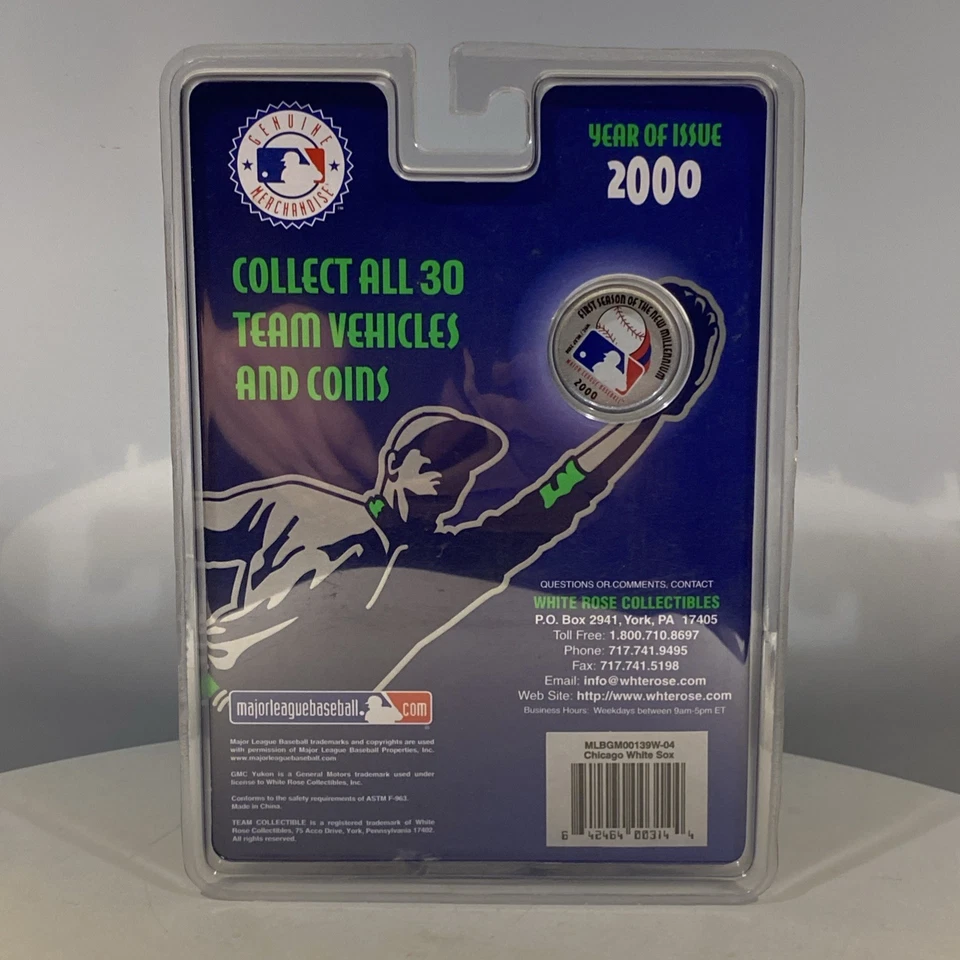 GENUINE
MERCHANDISE
YEAR OF ISSUE
2000
COLLECT ALL 30
TEAM VEHICLES
AND COINS
FIRST SEASON OF THE NEW MILLENNIUM
MAJOR LEAGUE BASEBALL
2000
QUESTIONS OR COMMENTS, CONTACT
WHITE ROSE COLLECTIBLES
P.O. Box 2941, York, PA 17405
Toll Free: 1.800.710.8697
Phone: 717.741.9495
Fax: 717.741.5198
Email: info@whterose.com
Web Site: http://www.whterose.com
Business Hours: Weekdays between 9am-5pm ET
majorleaguebaseball.com
Major League Baseball trademarks and copyrights are used
with permission of Major League Baseball Properties, Inc.
www.majorleaguebaseball.com
GMC Yukon is a General Motors trademark used under
license to White Rose Collectibles, Inc.
Conforms to the safety requirements of ASTM F-963.
Made in China.
TEAM COLLECTIBLE is a registered trademark of White
Rose Collectibles, 75 Acco Drive, York, Pennsylvania 17402.
All rights reserved.
MLBGM00139W-04
Chicago White Sox
6 42464 00314 4